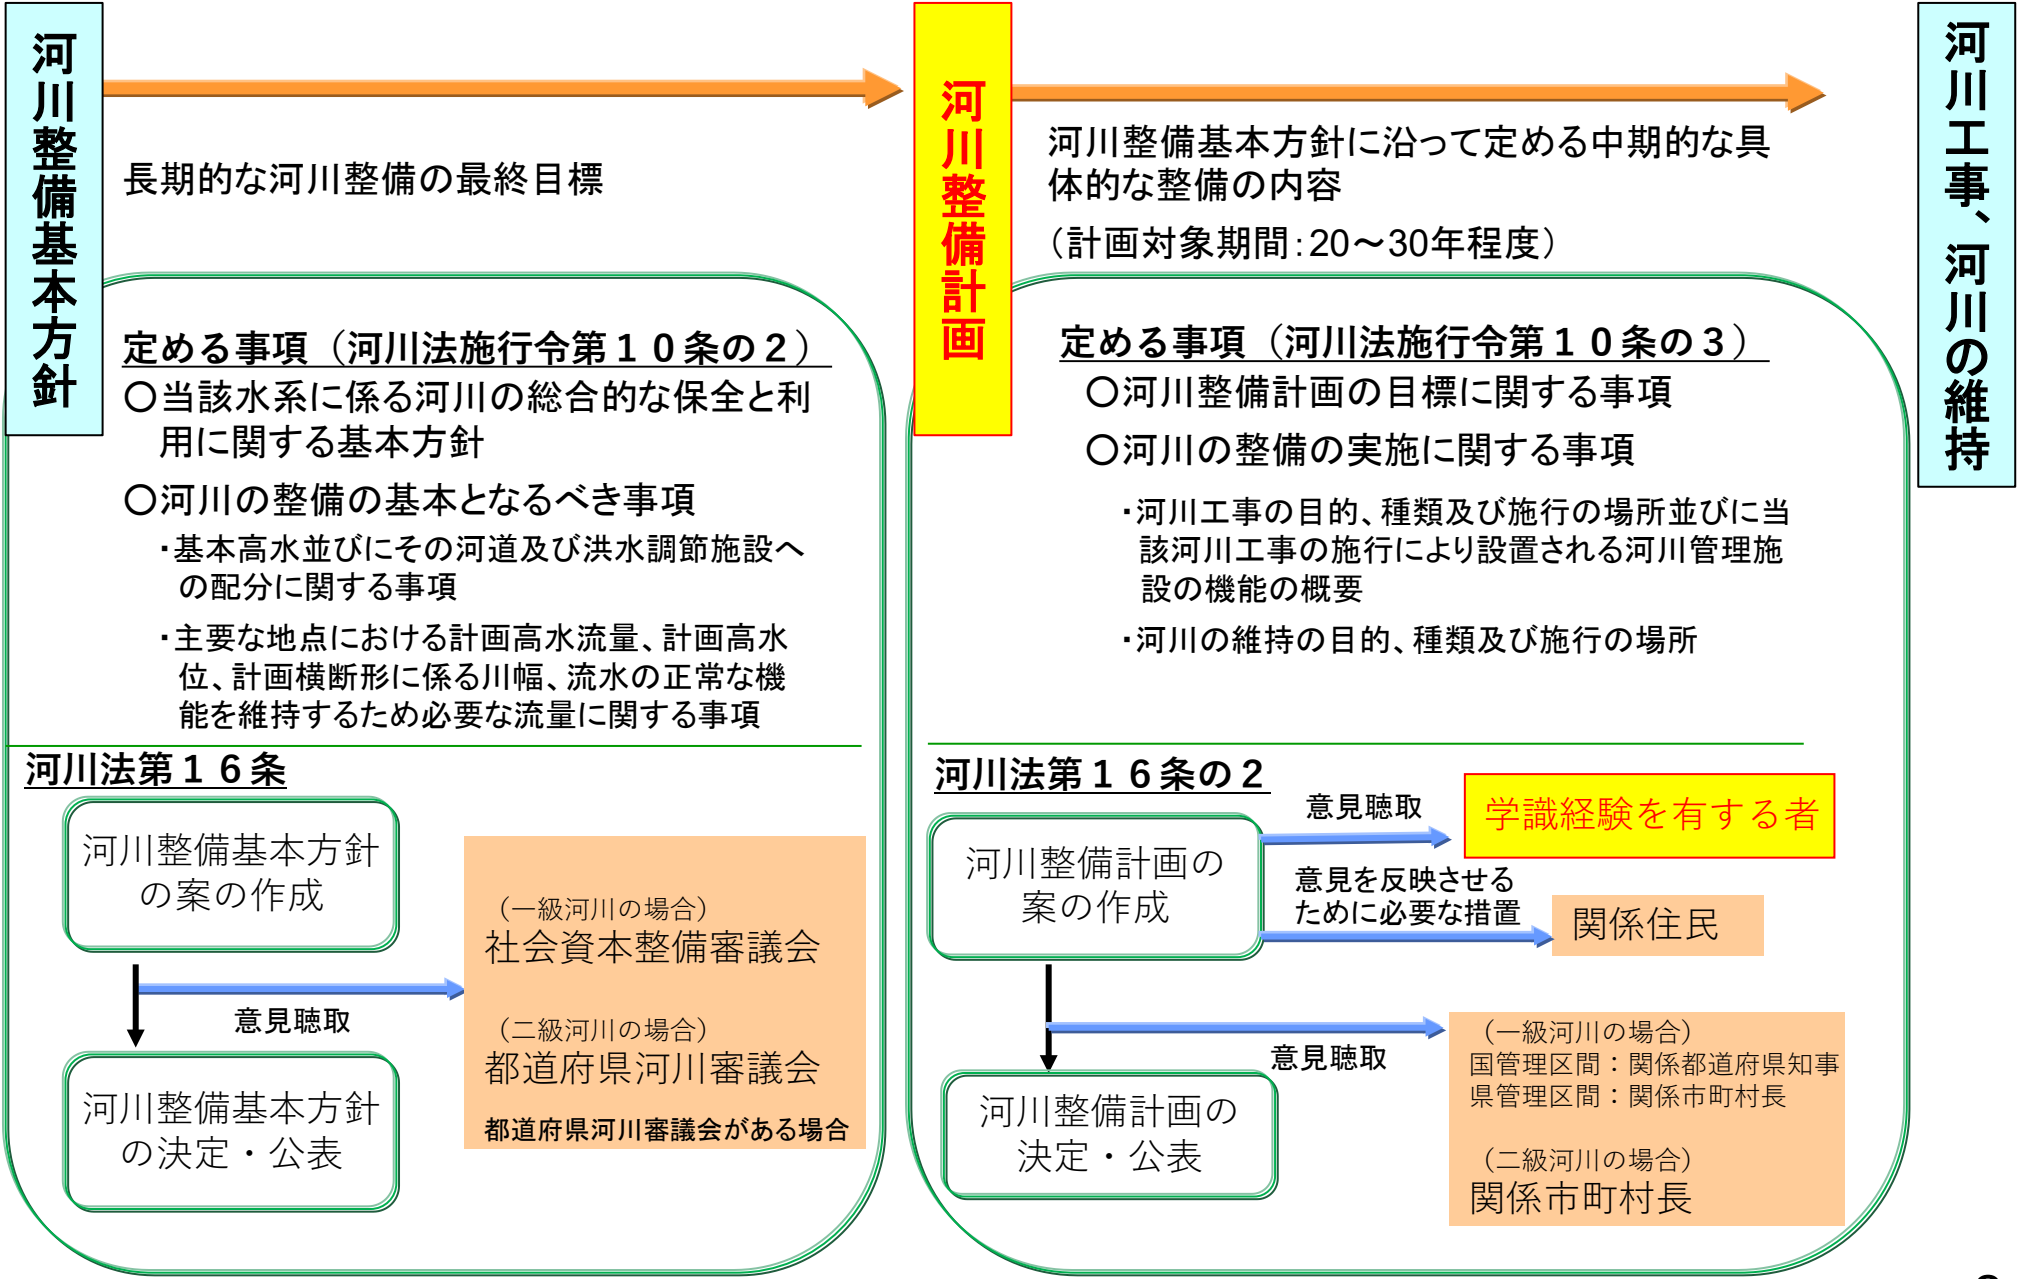 河川整備基本方針
長期的な河川整備の最終目標
定める事項（河川法施行令第１０条の２）
○当該水系に係る河川の総合的な保全と利
用に関する基本方針
○河川の整備の基本となるべき事項
・基本高水並びにその河道及び洪水調節施設へ
の配分に関する事項
・主要な地点における計画高水流量、計画高水
位、計画横断形に係る川幅、流水の正常な機
能を維持するため必要な流量に関する事項
河川法第１６条
河川整備基本方針
の案の作成
意見聴取
（一級河川の場合）
社会資本整備審議会
（二級河川の場合）
都道府県河川審議会
都道府県河川審議会がある場合
河川整備基本方針
の決定・公表
河川整備計画
河川整備基本方針に沿って定める中期的な具
体的な整備の内容
（計画対象期間：20～30年程度）
定める事項（河川法施行令第１０条の３）
○河川整備計画の目標に関する事項
○河川の整備の実施に関する事項
・河川工事の目的、種類及び施行の場所並びに当
該河川工事の施行により設置される河川管理施
設の機能の概要
・河川の維持の目的、種類及び施行の場所
河川法第１６条の２
河川整備計画の
案の作成
意見聴取
学識経験を有する者
意見を反映させる
ために必要な措置
関係住民
意見聴取
（一級河川の場合）
国管理区間：関係都道府県知事
県管理区間：関係市町村長
（二級河川の場合）
関係市町村長
河川整備計画の
決定・公表
河川工事、河川の維持